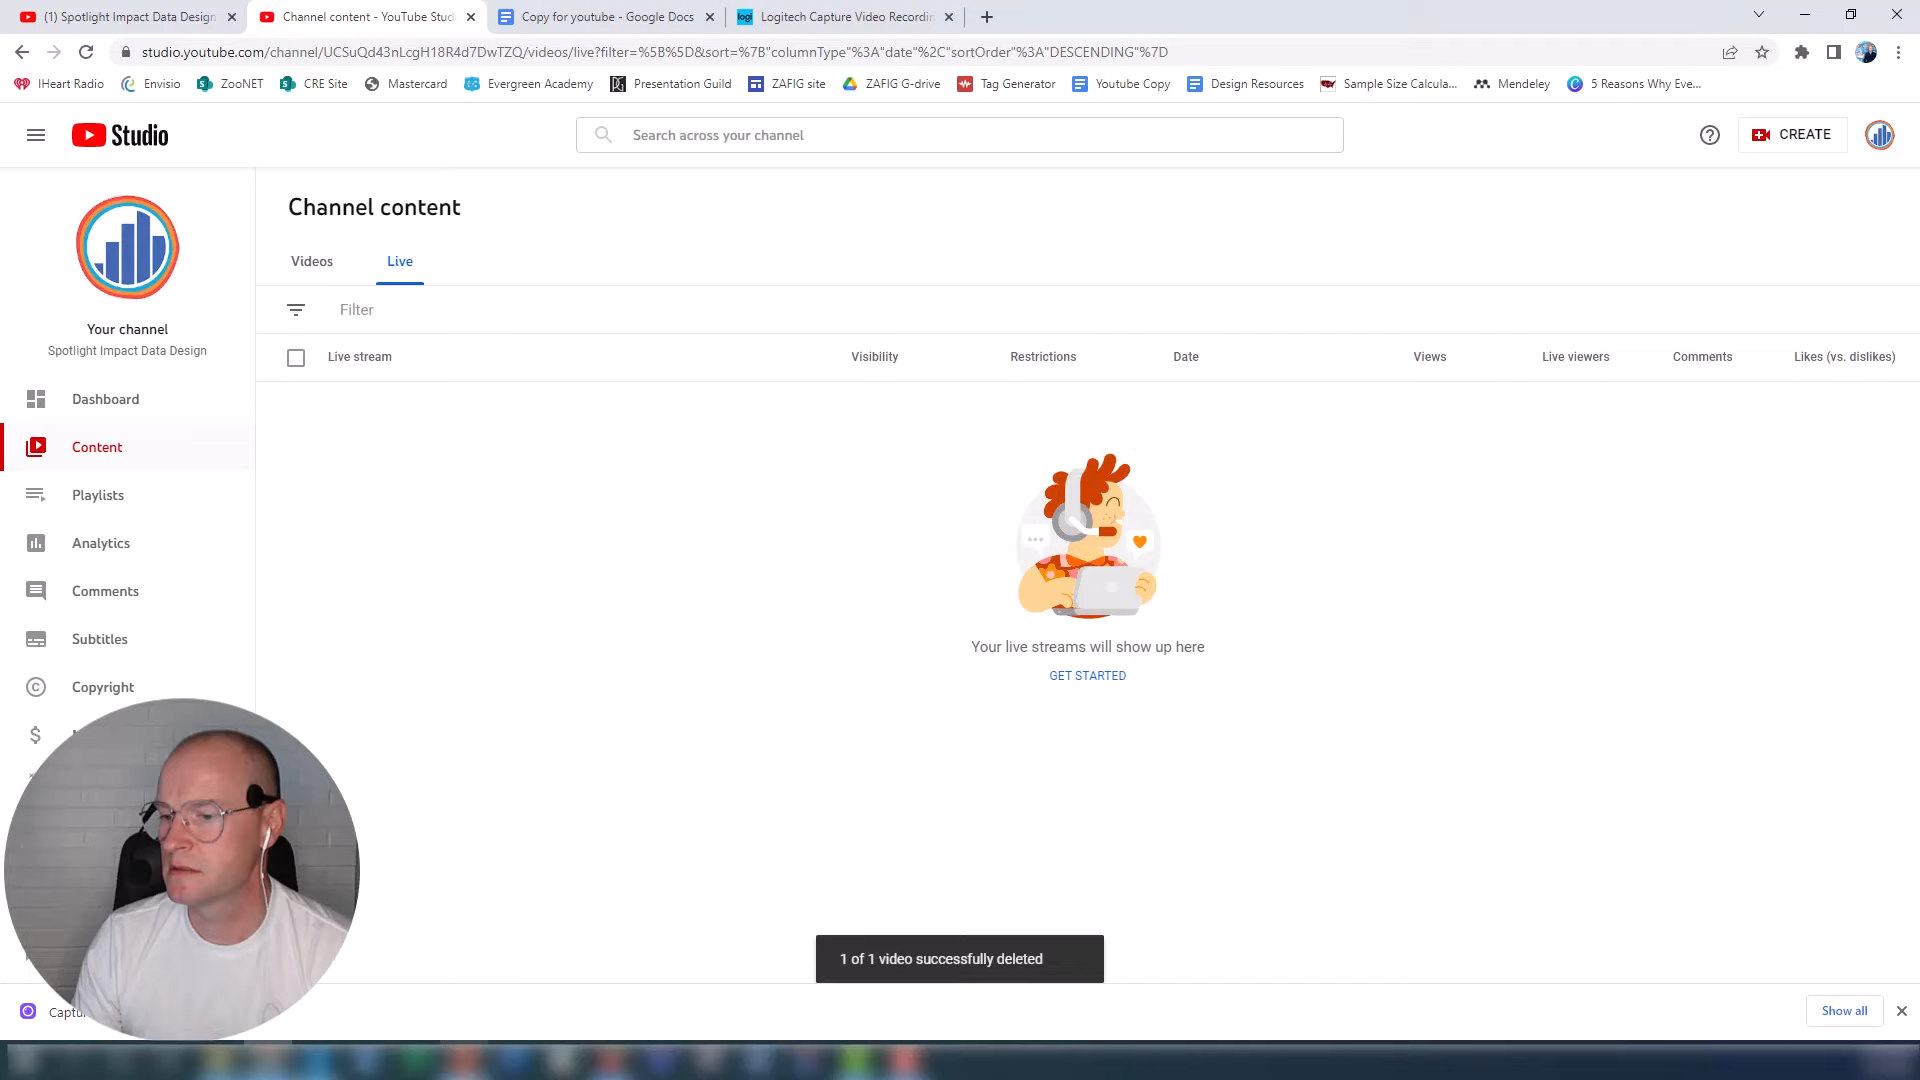 (1) Spotlight Impact Data Design
Channel content - YouTube Studi
Copy for youtube - Google Docs
logi
Logitech Capture Video Recordin
studio.youtube.com/channel/UCSuQd43nLcgH18R4d7DwTZQ/videos/live?filter=%5B%5D&sort=%7B"columnType"%3A"date"%2C"sortOrder"%3A"DESCENDING"%7D
IHeart Radio
Envisio
ZooNET
CRE Site
Mastercard
Evergreen Academy
Presentation Guild
ZAFIG site
ZAFIG G-drive
Tag Generator
Youtube Copy
Design Resources
Sample Size Calcula...
Mendeley
5 Reasons Why Eve...
Studio
Search across your channel
CREATE
Channel content
Videos
Live
Filter
Live stream
Visibility
Restrictions
Date
Views
Live viewers
Comments
Likes (vs. dislikes)
Your channel
Spotlight Impact Data Design
Dashboard
Content
Playlists
Analytics
Comments
Subtitles
Copyright
Your live streams will show up here
GET STARTED
1 of 1 video successfully deleted
Captu
Show all